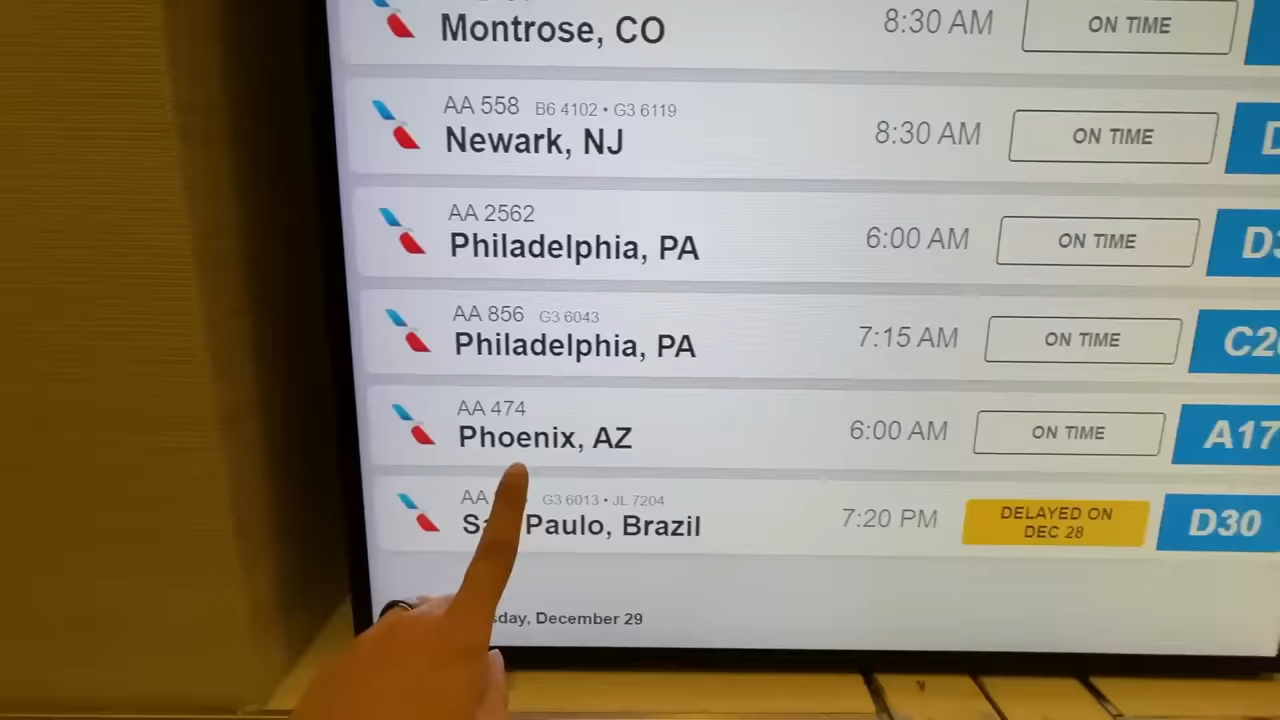 Montrose, CO 8:30 AM ON TIME
AA 558 B6 4102 • G3 6119
Newark, NJ 8:30 AM ON TIME
AA 2562
Philadelphia, PA 6:00 AM ON TIME
AA 856 G3 6043
Philadelphia, PA 7:15 AM ON TIME
AA 474
Phoenix, AZ 6:00 AM ON TIME A17
AA G3 6013 • JL 7204
Paulo, Brazil 7:20 PM DELAYED ON
DEC 28 D30
December 29